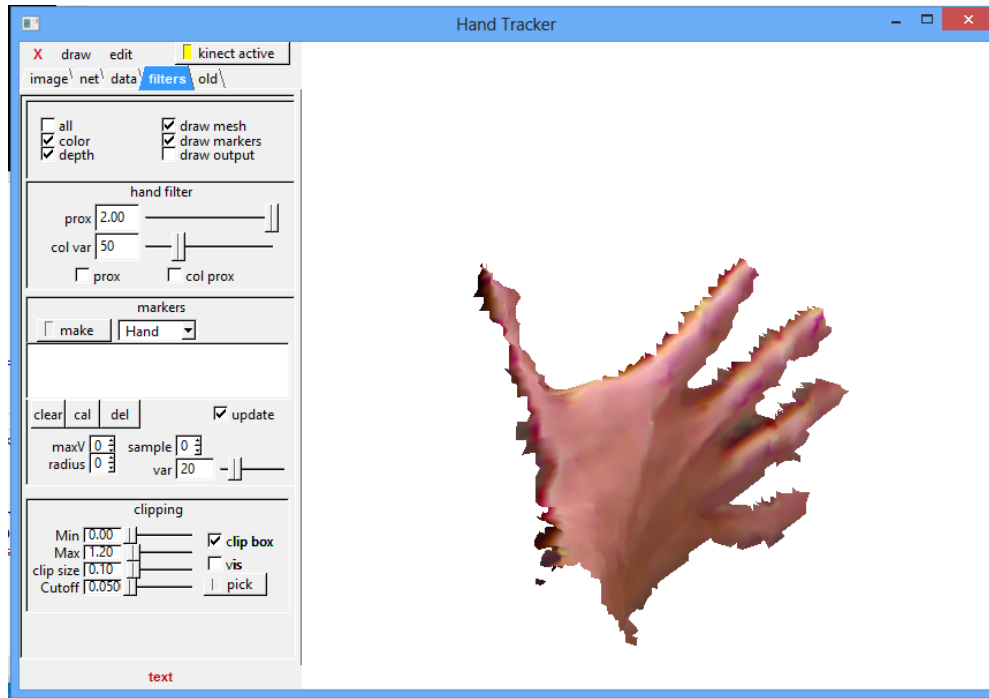 Hand Tracker
X draw edit kinect active
image net data filters old
all draw mesh
color draw markers
depth draw output
hand filter
prox 2.00
col var 50
prox col prox
markers
make Hand
clear cal del update
maxV 0 sample 0
radius 0 var 20
clipping
Min 0.00
Max 1.20 clip box
clip size 0.10 vis
Cutoff 0.050 pick
text